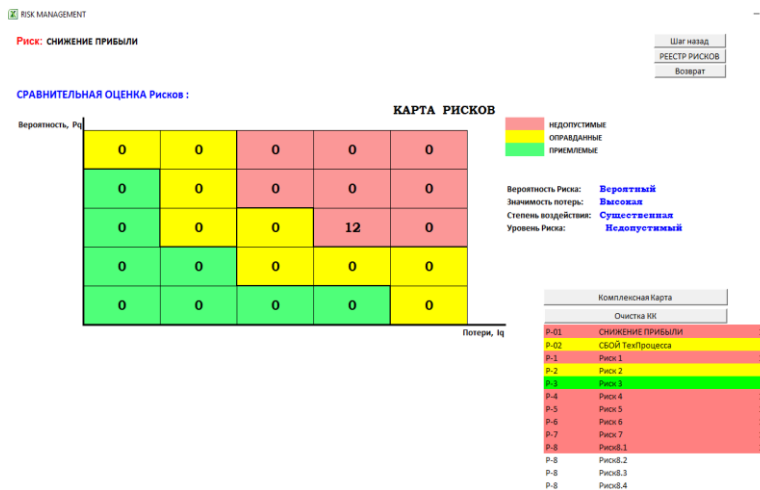 RISK MANAGEMENT
Риск: СНИЖЕНИЕ ПРИБЫЛИ
Шаг назад
РЕЕСТР РИСКОВ
Возврат
СРАВНИТЕЛЬНАЯ ОЦЕНКА Рисков :
КАРТА РИСКОВ
Вероятность, Pq
0 0 0 0 0
0 0 0 0 0
0 0 0 12 0
0 0 0 0 0
0 0 0 0 0
Потери, Iq
НЕДОПУСТИМЫЕ
ОПРАВДАННЫЕ
ПРИЕМЛЕМЫЕ
Вероятность Риска: Вероятный
Значимость потерь: Высокая
Степень воздействия: Существенная
Уровень Риска: Недопустимый
Комплексная Карта
Очистка КК
Р-01 СНИЖЕНИЕ ПРИБЫЛИ
Р-02 СБОЙ ТехПроцесса
Р-1 Риск 1
Р-2 Риск 2
Р-3 Риск 3
Р-4 Риск 4
Р-5 Риск 5
Р-6 Риск 6
Р-7 Риск 7
Р-8 Риск8.1
Р-8 Риск8.2
Р-8 Риск8.3
Р-8 Риск8.4